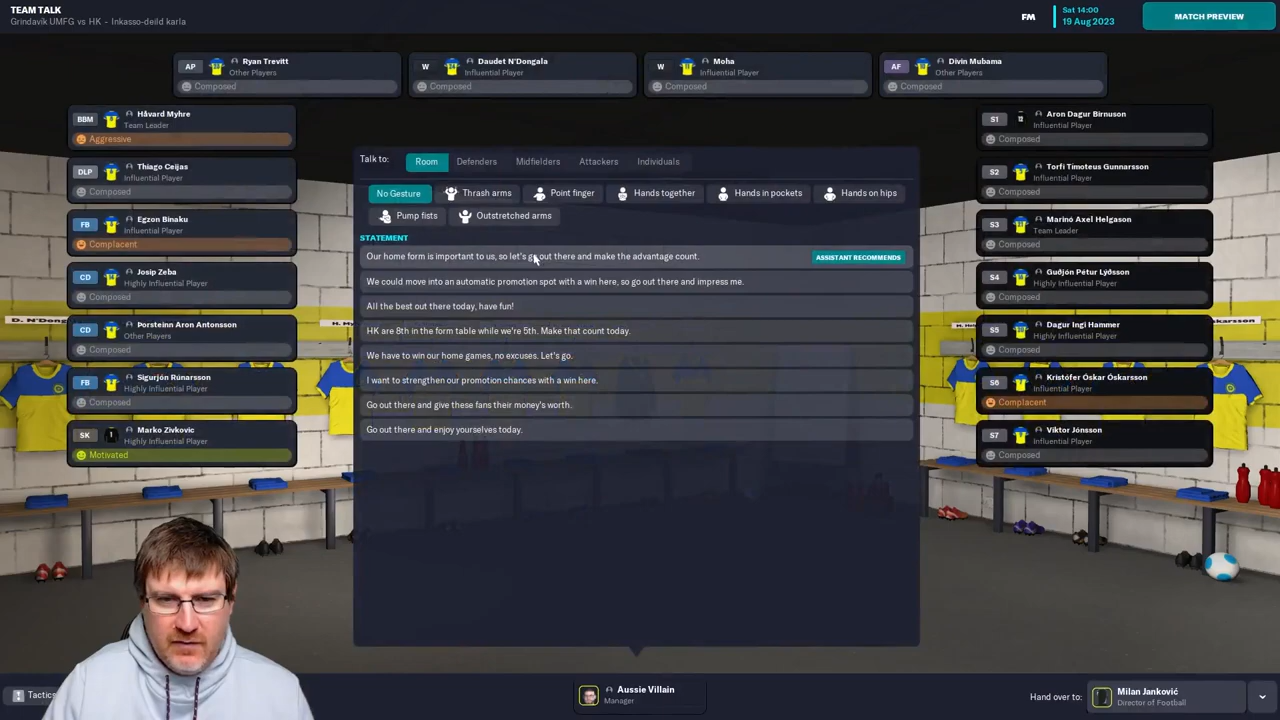 TEAM TALK
Grindavík UMFG vs HK - Inkasso-deild karla
FM
Sat 14:00
19 Aug 2023
MATCH PREVIEW
AP
Ryan Trevitt
Other Players
Composed
W
Daudet N'Dongala
Influential Player
Composed
W
Moha
Influential Player
Composed
AF
Divin Mubama
Other Players
Composed
BBM
Håvard Myhre
Team Leader
Aggressive
DLP
Thiago Ceijas
Influential Player
Composed
FB
Egzon Binaku
Influential Player
Complacent
CD
Josip Zeba
Highly Influential Player
Composed
CD
Þorsteinn Aron Antonsson
Other Players
Composed
FB
Sigurjón Rúnarsson
Highly Influential Player
Composed
SK
Marko Zivkovic
Highly Influential Player
Motivated
Talk to:
Room
Defenders
Midfielders
Attackers
Individuals
No Gesture
Thrash arms
Point finger
Hands together
Hands in pockets
Hands on hips
Pump fists
Outstretched arms
STATEMENT
Our home form is important to us, so let's go out there and make the advantage count.
ASSISTANT RECOMMENDS
We could move into an automatic promotion spot with a win here, so go out there and impress me.
All the best out there today, have fun!
HK are 8th in the form table while we're 5th. Make that count today.
We have to win our home games, no excuses. Let's go.
I want to strengthen our promotion chances with a win here.
Go out there and give these fans their money's worth.
Go out there and enjoy yourselves today.
S1
Aron Dagur Birnuson
Influential Player
Composed
S2
Torfi Tímoteus Gunnarsson
Influential Player
Composed
S3
Marinó Axel Helgason
Team Leader
Composed
S4
Guðjón Pétur Lýðsson
Highly Influential Player
Composed
S5
Dagur Ingi Hammer
Highly Influential Player
Composed
S6
Kristófer Óskar Óskarsson
Influential Player
Complacent
S7
Viktor Jónsson
Influential Player
Composed
D. N'DONG
H. My
Tactics
Aussie Villain
Manager
Hand over to:
Milan Janković
Director of Football